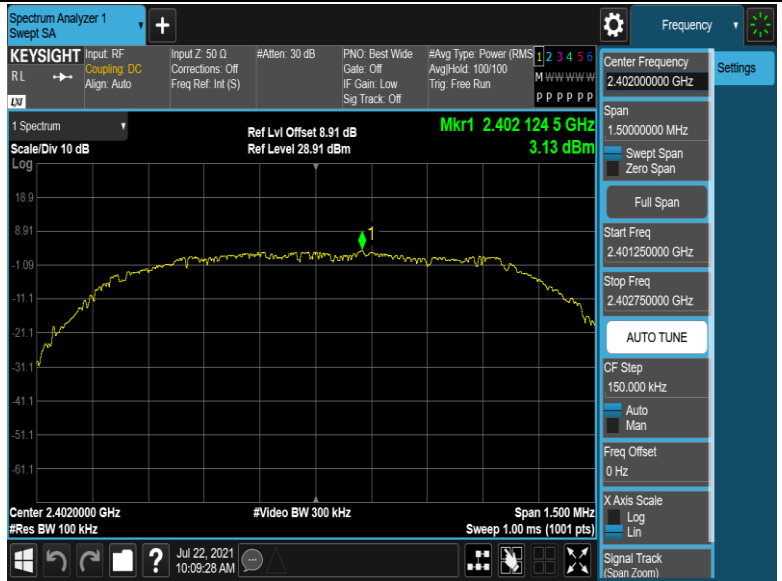 Spectrum Analyzer 1
Swept SA
+
Frequency
KEYSIGHT
RL
LXI
Input: RF
Coupling: DC
Align: Auto
Input Z: 50 Ω
Corrections: Off
Freq Ref: Int (S)
#Atten: 30 dB
PNO: Best Wide
Gate: Off
IF Gain: Low
Sig Track: Off
#Avg Type: Power (RMS
Avg|Hold: 100/100
Trig: Free Run
1 2 3 4 5 6
M W W W W W
P P P P P P
1 Spectrum
Scale/Div 10 dB
Log
Ref Lvl Offset 8.91 dB
Ref Level 28.91 dBm
Mkr1 2.402 124 5 GHz
3.13 dBm
18.9
8.91
-1.09
-11.1
-21.1
-31.1
-41.1
-51.1
-61.1
1
Center 2.4020000 GHz
#Res BW 100 kHz
#Video BW 300 kHz
Span 1.500 MHz
Sweep 1.00 ms (1001 pts)
Center Frequency
2.402000000 GHz
Settings
Span
1.50000000 MHz
Swept Span
Zero Span
Full Span
Start Freq
2.401250000 GHz
Stop Freq
2.402750000 GHz
AUTO TUNE
CF Step
150.000 kHz
Auto
Man
Freq Offset
0 Hz
X Axis Scale
Log
Lin
Signal Track
(Span Zoom)
?
Jul 22, 2021
10:09:28 AM